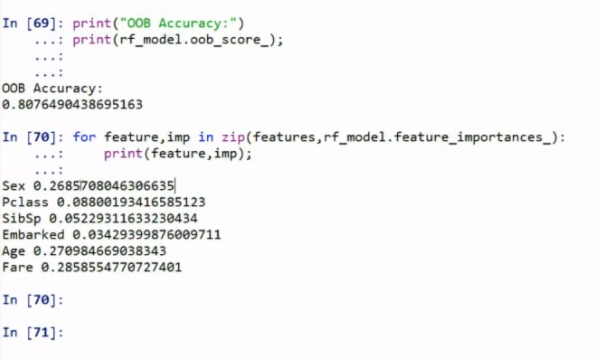 In [69]: print("OOB Accuracy:")
...: print(rf_model.oob_score_);
...:
...:
OOB Accuracy:
0.8076490438695163
In [70]: for feature,imp in zip(features,rf_model.feature_importances_):
...: print(feature,imp);
...:
Sex 0.2685708046306635
Pclass 0.08800193416585123
SibSp 0.05229311633230434
Embarked 0.03429399876009711
Age 0.270984669038343
Fare 0.2858554770727401
In [70]:
In [71]: